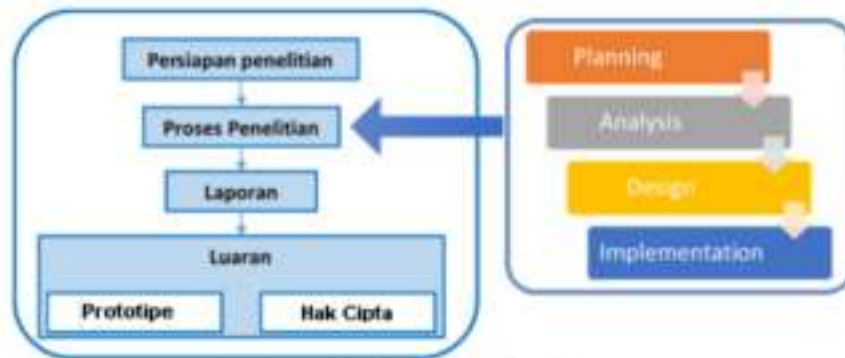 Persiapan penelitian
Proses Penelitian
Laporan
Luaran
Prototipe
Hak Cipta
Planning
Analysis
Design
Implementation